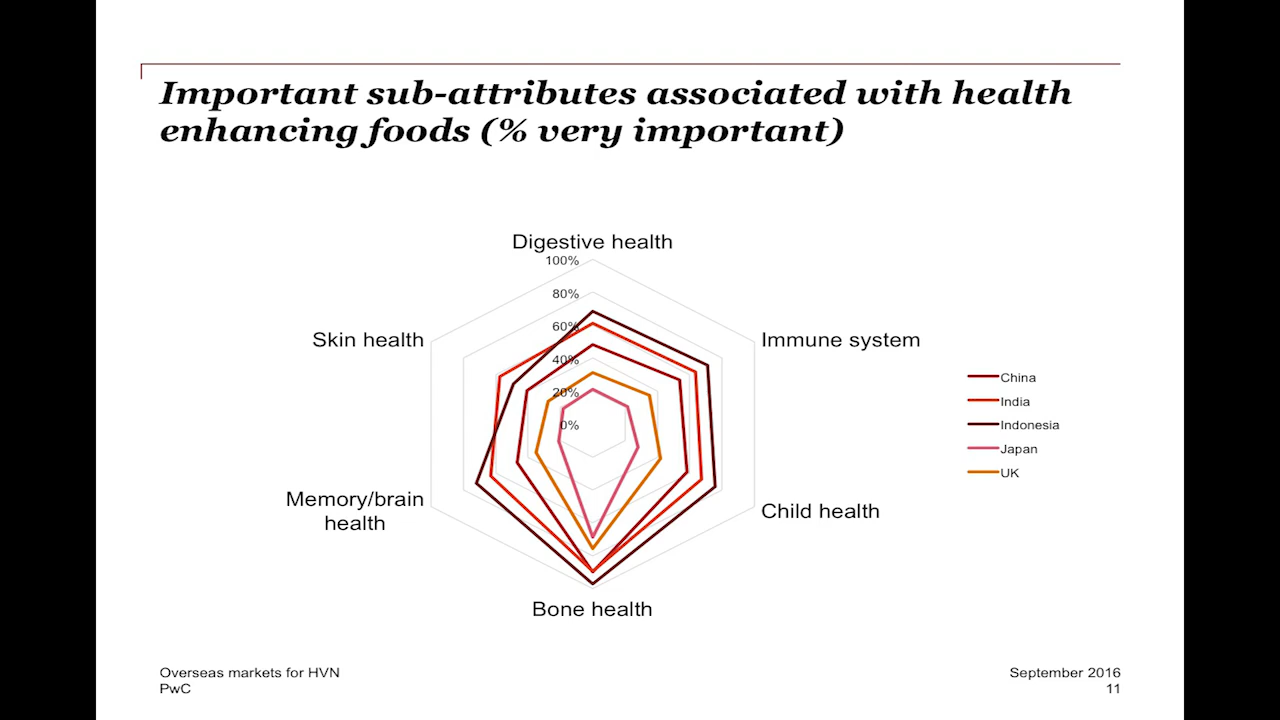 Important sub-attributes associated with health
enhancing foods (% very important)
Digestive health
100%
80%
60%
40%
20%
0%
Skin health
Immune system
Memory/brain
health
Child health
Bone health
China
India
Indonesia
Japan
UK
Overseas markets for HVN
PwC
September 2016
11